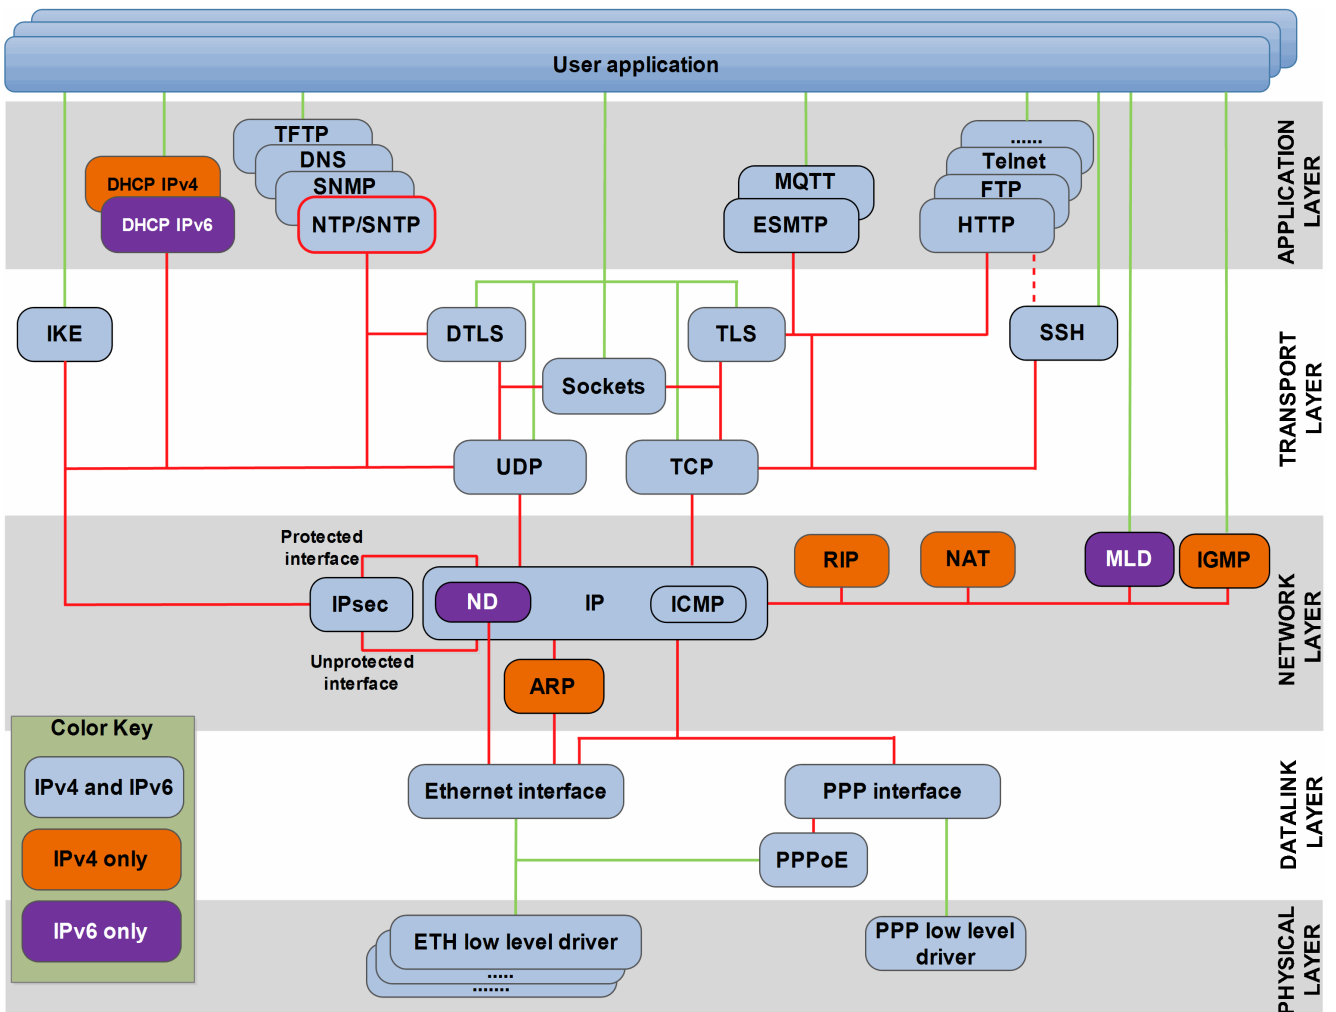 User application
TFTP
DNS
SNMP
NTP/SNTP
DHCP IPv4
DHCP IPv6
MQTT
ESMTP
......
Telnet
FTP
HTTP
APPLICATION
LAYER
IKE
DTLS
TLS
SSH
Sockets
UDP
TCP
TRANSPORT
LAYER
Protected
interface
IPsec
Unprotected
interface
ND
IP
ICMP
ARP
RIP
NAT
MLD
IGMP
NETWORK
LAYER
Color Key
IPv4 and IPv6
IPv4 only
IPv6 only
Ethernet interface
PPP interface
PPPoE
DATALINK
LAYER
ETH low level driver
.....
.......
PPP low level
driver
PHYSICAL
LAYER